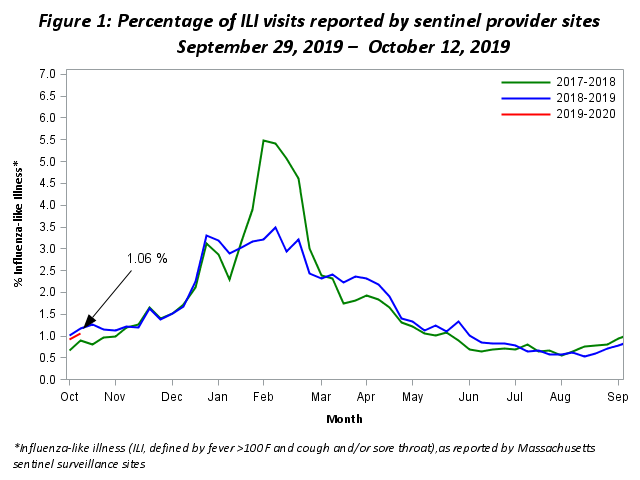 Figure 1: Percentage of ILI visits reported by sentinel provider sites
September 29, 2019 – October 12, 2019
7.0
6.5
6.0
5.5
5.0
4.5
4.0
3.5
3.0
2.5
2.0
1.5
1.0
0.5
0.0
% Influenza-like Illness*
2017-2018
2018-2019
2019-2020
1.06 %
Oct Nov Dec Jan Feb Mar Apr May Jun Jul Aug Sep
Month
*Influenza-like illness (ILI, defined by fever >100F and cough and/or sore throat),as reported by Massachusetts
sentinel surveillance sites